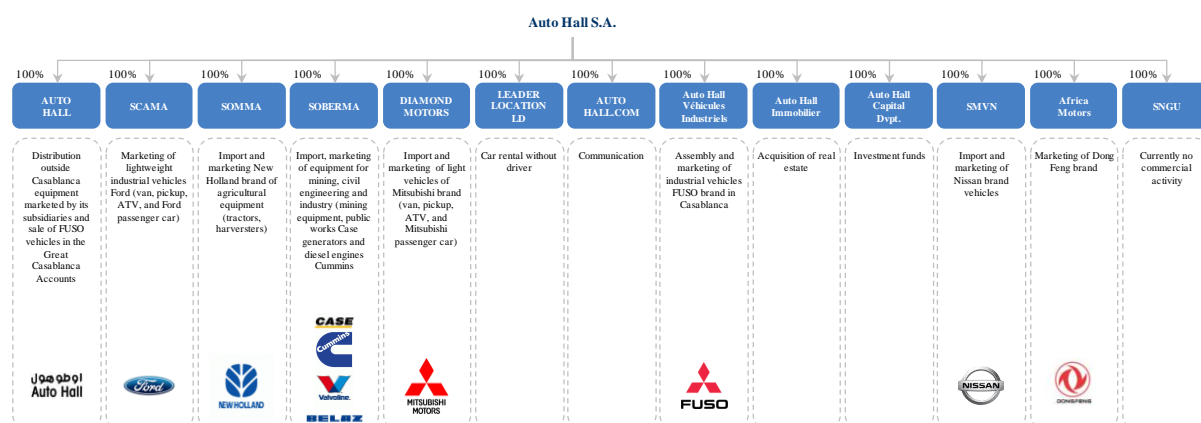 Auto Hall S.A.
100% 100% 100% 100% 100% 100% 100% 100% 100% 100% 100% 100% 100%
AUTO
HALL
SCAMA
SOMMA
SOBERMA
DIAMOND
MOTORS
LEADER
LOCATION
LD
AUTO
HALL.COM
Auto Hall
Véhicules
Industriels
Auto Hall
Immobilier
Auto Hall
Capital
Dvpt.
SMVN
Africa
Motors
SNGU
Distribution
outside
Casablanca
equipment
marketed by its
subsidiaries and
sale of FUSO
vehicles in the
Great
Casablanca
Accounts
اوطوهول
Auto Hall
Marketing of
lightweight
industrial vehicles
Ford (van, pickup,
ATV, and Ford
passenger car)
Ford
Import and
marketing New
Holland brand of
agricultural
equipment
(tractors,
harversters)
NEW HOLLAND
Import, marketing
of equipment for
mining, civil
engineering and
industry (mining
equipment, public
works Case
generators and
diesel engines
Cummins
CASE
Cummins
Valvoline.
BELAZ
Import and
marketing of light
vehicles of
Mitsubishi brand
(van, pickup,
ATV, and
Mitsubishi
passenger car)
MITSUBISHI
MOTORS
Car rental without
driver
Communication
Assembly and
marketing of
industrial vehicles
FUSO brand in
Casablanca
FUSO
Acquisition of real
estate
Investment funds
Import and
marketing of
Nissan brand
vehicles
NISSAN
Marketing of Dong
Feng brand
DONGFENG
Currently no
commercial
activity